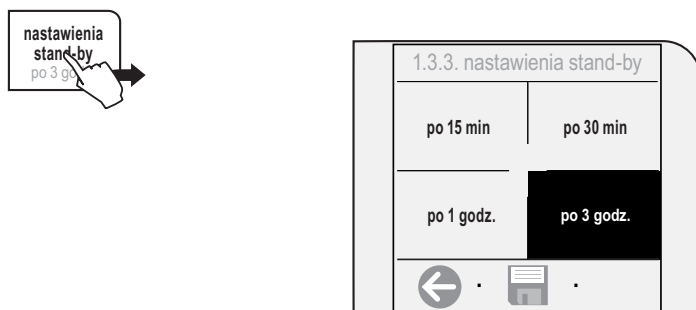 nastawienia
stand-by
po 3 go
1.3.3. nastawienia stand-by
po 15 min
po 30 min
po 1 godz.
po 3 godz.